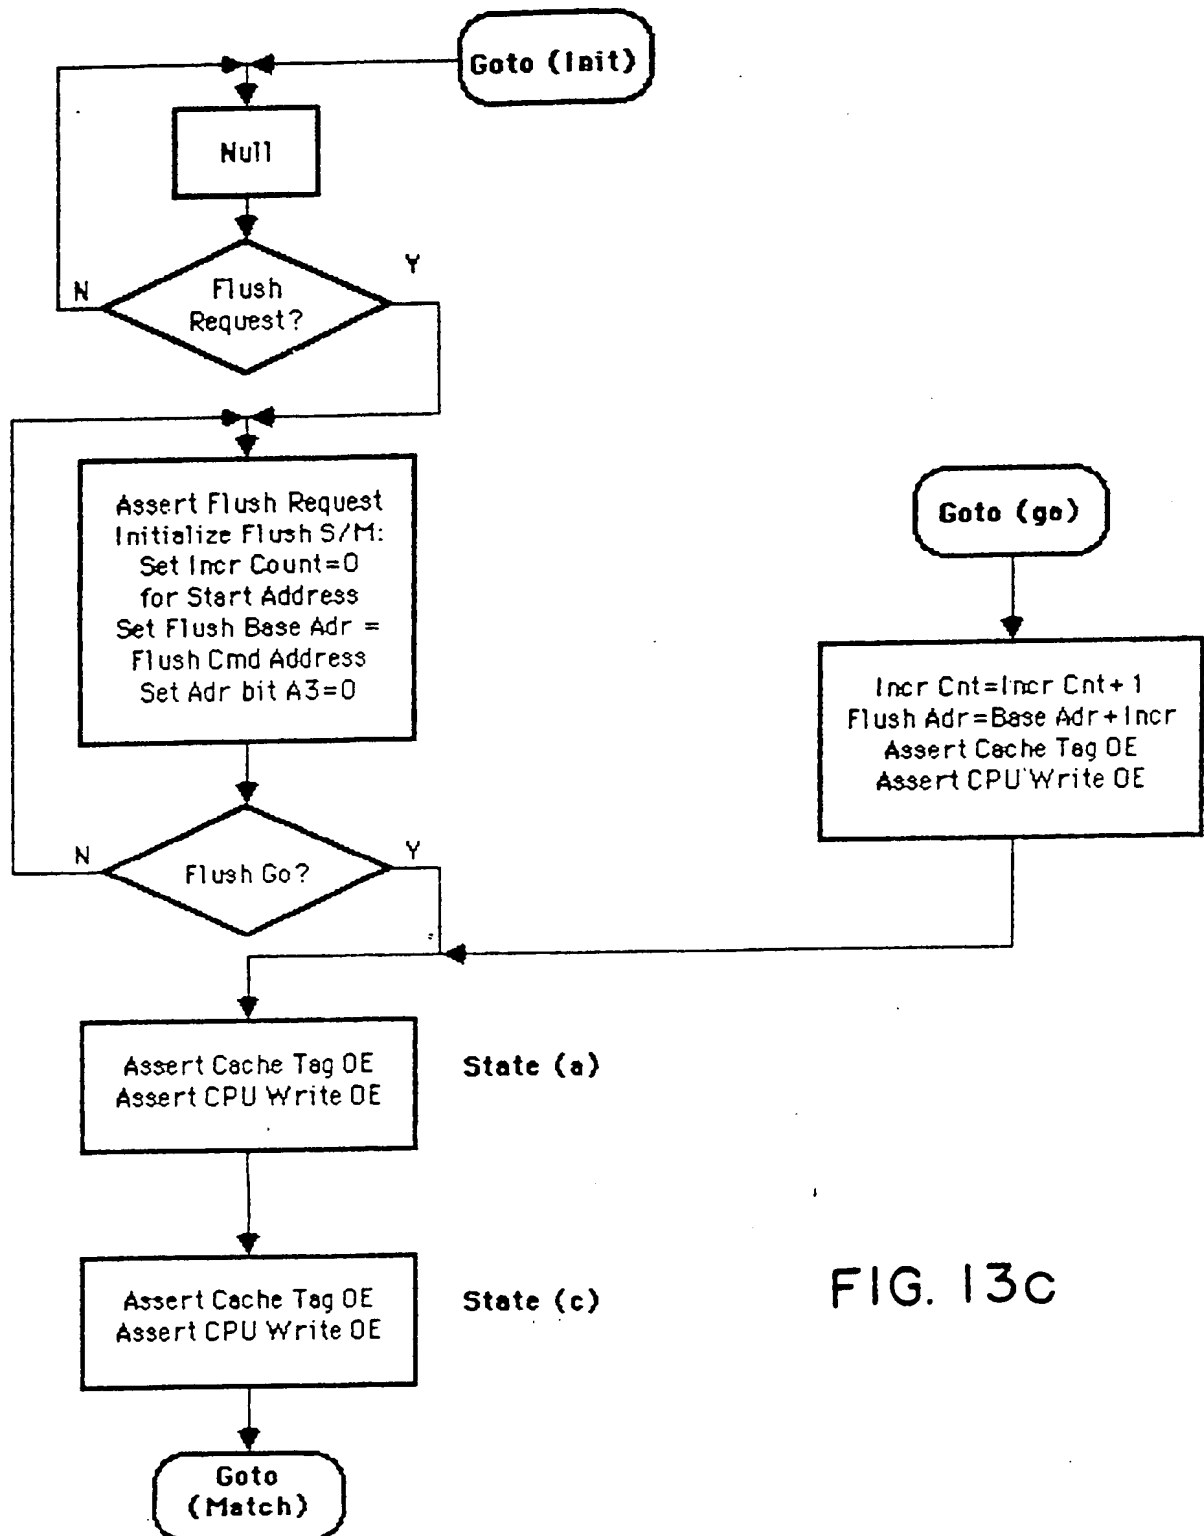 Goto (Init)
Null
Flush
Request?
N
Y
Assert Flush Request
Initialize Flush S/M:
Set Incr Count=0
for Start Address
Set Flush Base Adr =
Flush Cmd Address
Set Adr bit A3=0
Goto (go)
Incr Cnt=Incr Cnt+1
Flush Adr=Base Adr+Incr
Assert Cache Tag OE
Assert CPU Write OE
Flush Go?
N
Y
Assert Cache Tag OE
Assert CPU Write OE
State (a)
Assert Cache Tag OE
Assert CPU Write OE
State (c)
FIG. 13c
Goto
(Match)